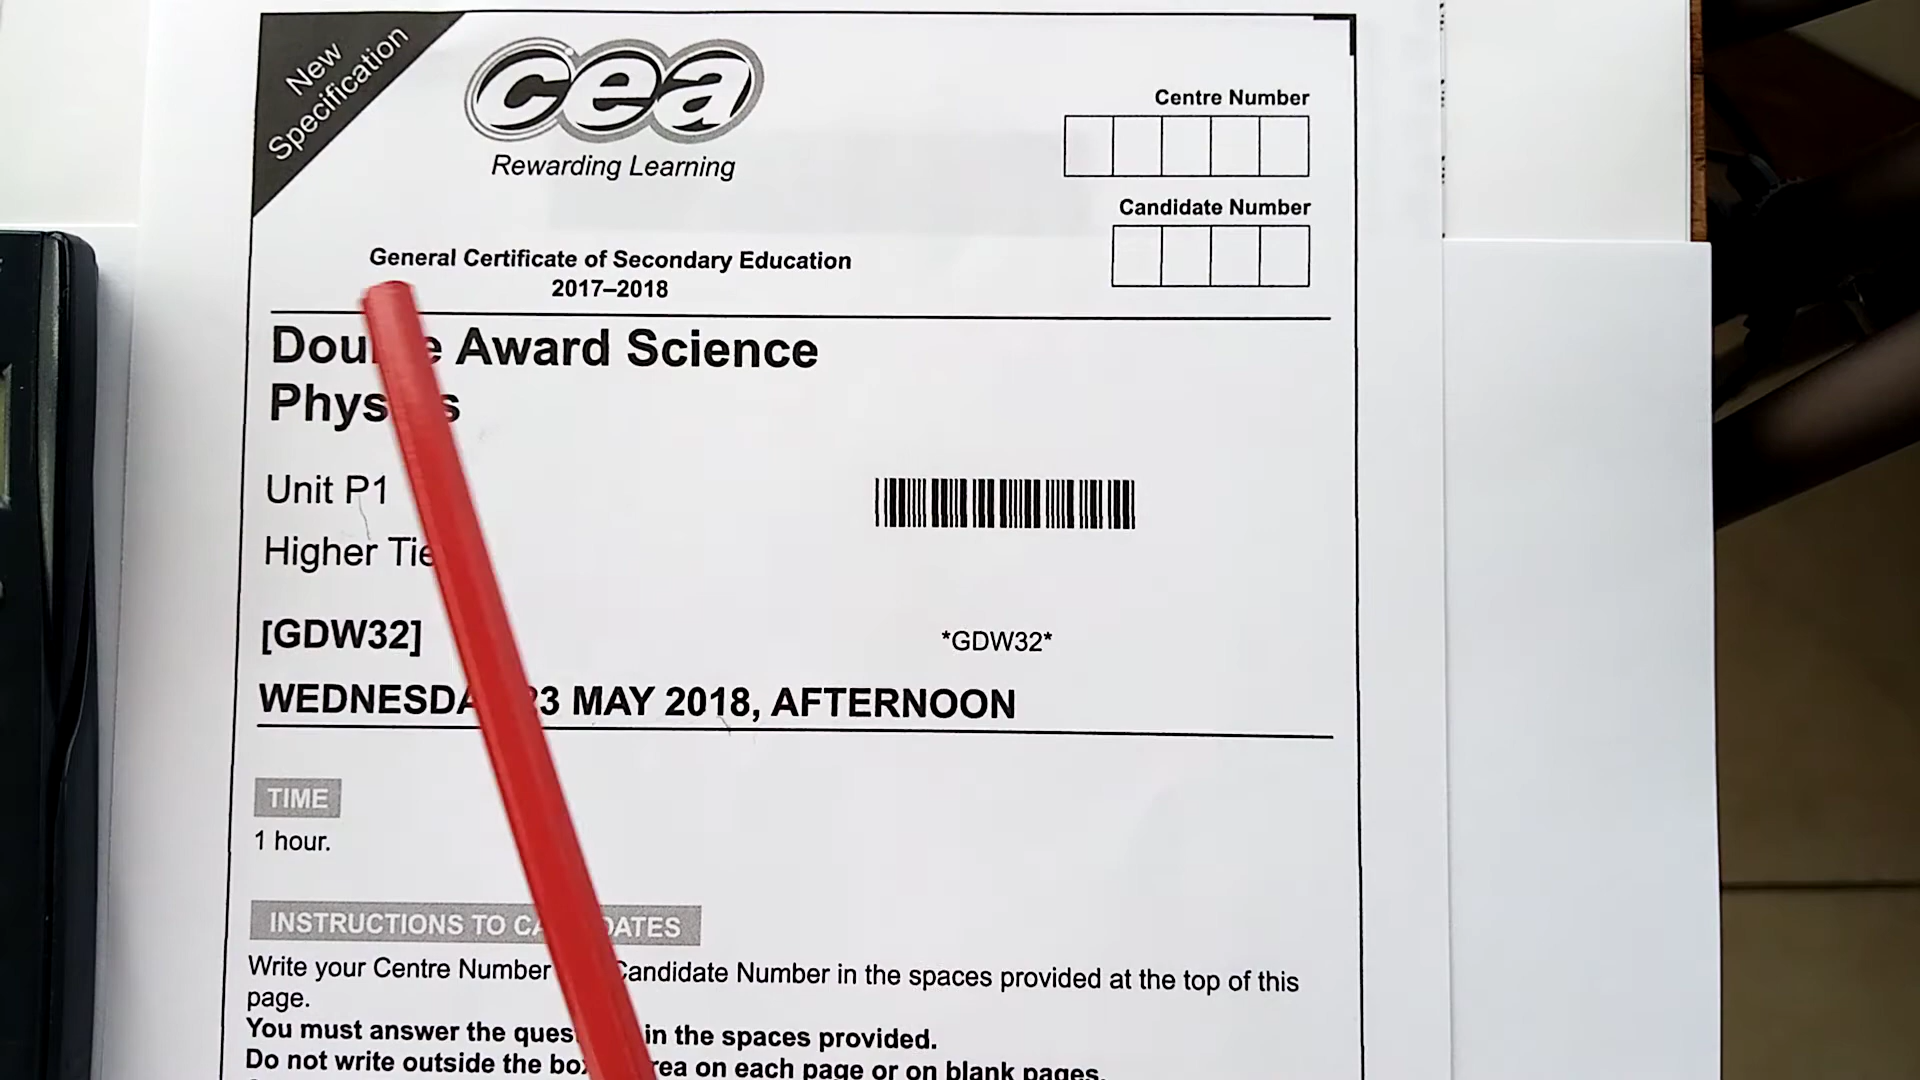 New
Specification
cea
Rewarding Learning
Centre Number
Candidate Number
General Certificate of Secondary Education
2017–2018
Award Science
Unit P1
Higher
[GDW32]
*GDW32*
MAY 2018, AFTERNOON
TIME
1 hour.
INSTRUCTIONS TO
Write your Centre Number Candidate Number in the spaces provided at the top of this
page.
You must answer the in the spaces provided.
Do not write outside the on each page or on blank pages.